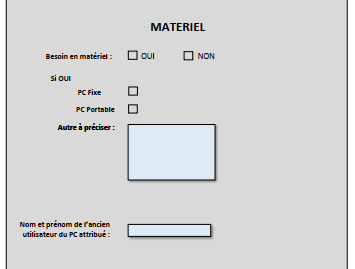 MATERIEL
Besoin en matériel : OUI NON
Si OUI
PC Fixe
PC Portable
Autre à préciser :
Nom et prénom de l'ancien
utilisateur du PC attribué :